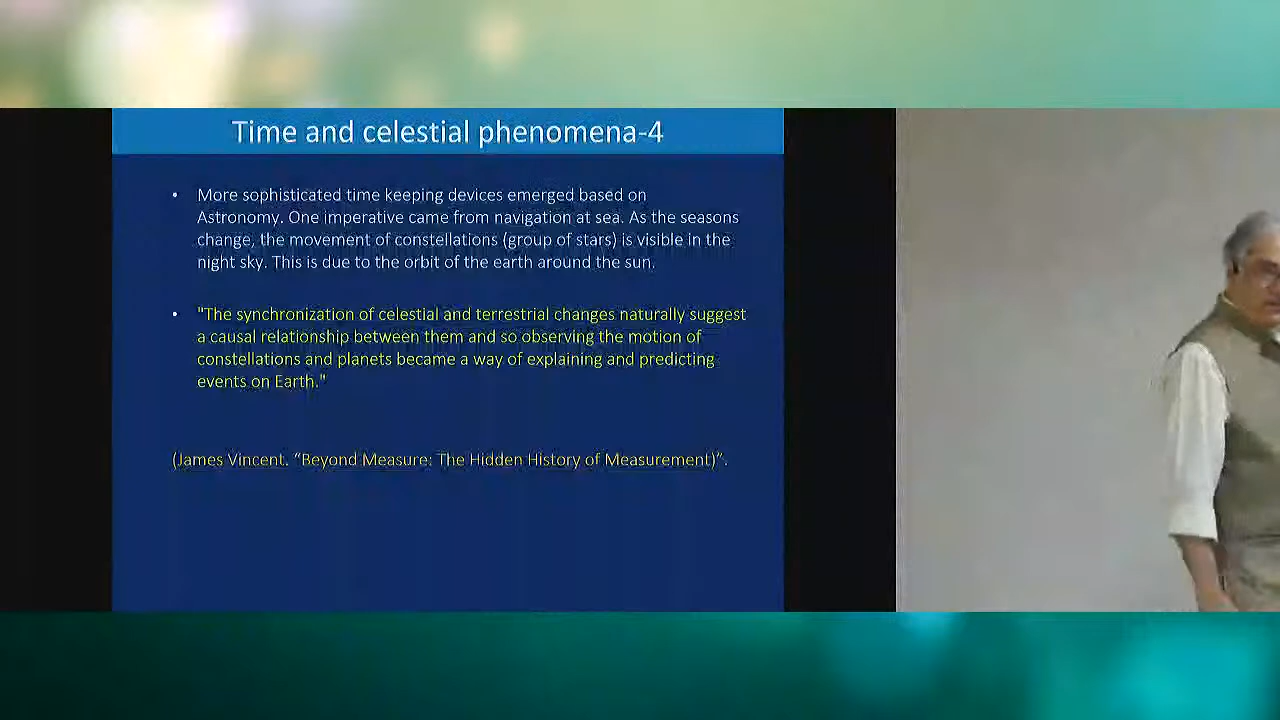 Time and celestial phenomena-4
• More sophisticated time keeping devices emerged based on
Astronomy. One imperative came from navigation at sea. As the seasons
change, the movement of constellations (group of stars) is visible in the
night sky. This is due to the orbit of the earth around the sun.
• "The synchronization of celestial and terrestrial changes naturally suggest
a causal relationship between them and so observing the motion of
constellations and planets became a way of explaining and predicting
events on Earth."
(James Vincent. “Beyond Measure: The Hidden History of Measurement)”.